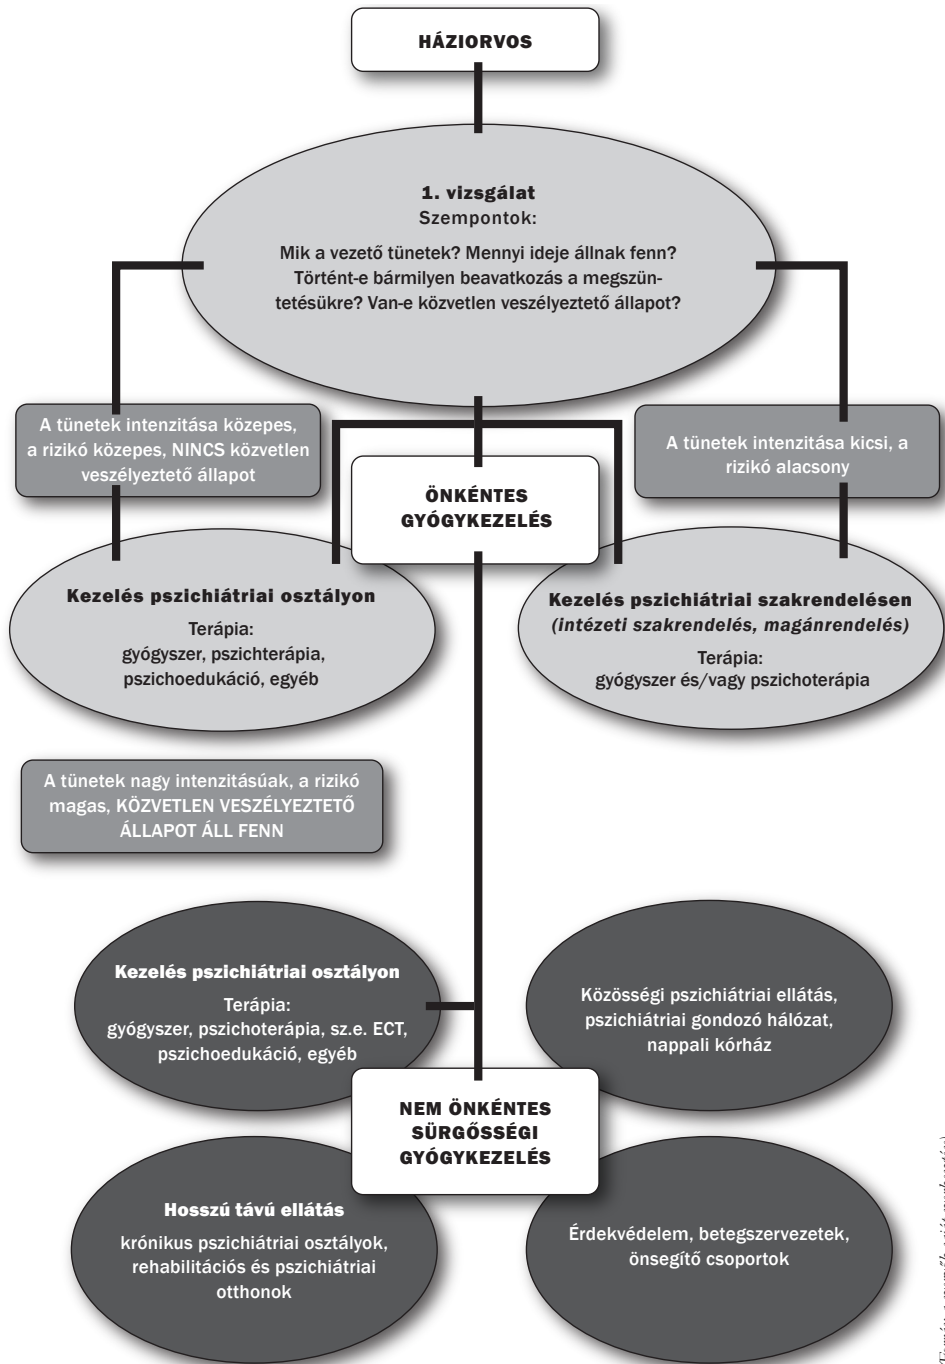 HÁZIORVOS
1. vizsgálat
Szempontok:
Mik a vezető tünetek? Mennyi ideje állnak fenn?
Történt-e bármilyen beavatkozás a megszün-
tetésükre? Van-e közvetlen veszélyeztető állapot?
A tünetek intenzitása közepes,
a rizikó közepes, NINCS közvetlen
veszélyeztető állapot
A tünetek intenzitása kicsi, a
rizikó alacsony
ÖNKÉNTES
GYÓGYKEZELÉS
Kezelés pszichiátriai osztályon
Terápia:
gyógyszer, pszichterápia,
pszichoedukáció, egyéb
Kezelés pszichiátriai szakrendelésen
(intézeti szakrendelés, magánrendelés)
Terápia:
gyógyszer és/vagy pszichoterápia
A tünetek nagy intenzitásúak, a rizikó
magas, KÖZVETLEN VESZÉLYEZTETŐ
ÁLLAPOT ÁLL FENN
Kezelés pszichiátriai osztályon
Terápia:
gyógyszer, pszichoterápia, sz.e. ECT,
pszichoedukáció, egyéb
Közösségi pszichiátriai ellátás,
pszichiátriai gondozó hálózat,
nappali kórház
NEM ÖNKÉNTES
SÜRGŐSSÉGI
GYÓGYKEZELÉS
Hosszú távú ellátás
krónikus pszichiátriai osztályok,
rehabilitációs és pszichiátriai
otthonok
Érdekvédelem, betegszervezetek,
önsegítő csoportok